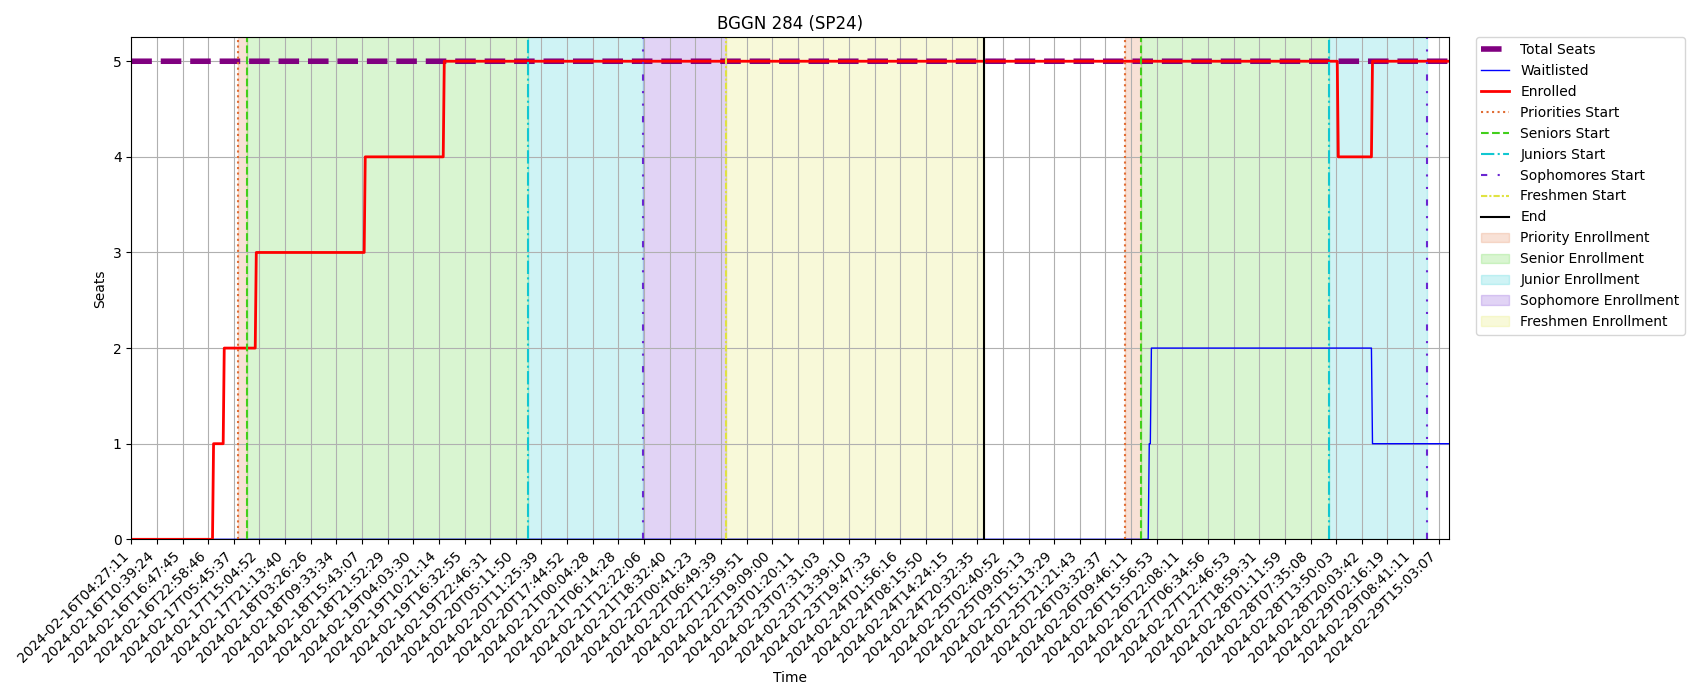 BGGN 284 (SP24)
Total Seats
Waitlisted
Enrolled
Priorities Start
Seniors Start
Juniors Start
Sophomores Start
Freshmen Start
End
Priority Enrollment
Senior Enrollment
Junior Enrollment
Sophomore Enrollment
Freshmen Enrollment
Seats
5
4
3
2
1
0
2024-02-16T04:27:11
2024-02-16T10:39:24
2024-02-16T16:47:45
2024-02-16T22:58:46
2024-02-17T05:45:37
2024-02-17T15:04:52
2024-02-17T21:13:40
2024-02-18T03:26:26
2024-02-18T09:33:34
2024-02-18T15:43:07
2024-02-18T21:52:29
2024-02-19T04:03:30
2024-02-19T10:21:14
2024-02-19T16:32:55
2024-02-19T22:46:31
2024-02-20T05:11:50
2024-02-20T11:25:39
2024-02-20T17:44:52
2024-02-21T00:04:28
2024-02-21T06:14:28
2024-02-21T12:22:06
2024-02-21T18:32:40
2024-02-22T00:41:23
2024-02-22T06:49:39
2024-02-22T12:59:51
2024-02-22T19:09:00
2024-02-23T01:20:11
2024-02-23T07:31:03
2024-02-23T13:39:10
2024-02-23T19:47:33
2024-02-24T01:56:16
2024-02-24T08:15:50
2024-02-24T14:24:15
2024-02-24T20:32:35
2024-02-25T02:40:52
2024-02-25T09:05:13
2024-02-25T15:13:29
2024-02-25T21:21:43
2024-02-26T03:32:37
2024-02-26T09:46:11
2024-02-26T15:56:53
2024-02-26T22:08:11
2024-02-27T06:34:56
2024-02-27T12:46:53
2024-02-27T18:59:31
2024-02-28T01:11:59
2024-02-28T07:35:08
2024-02-28T13:50:03
2024-02-28T20:03:42
2024-02-29T02:16:19
2024-02-29T08:41:11
2024-02-29T15:03:07
Time